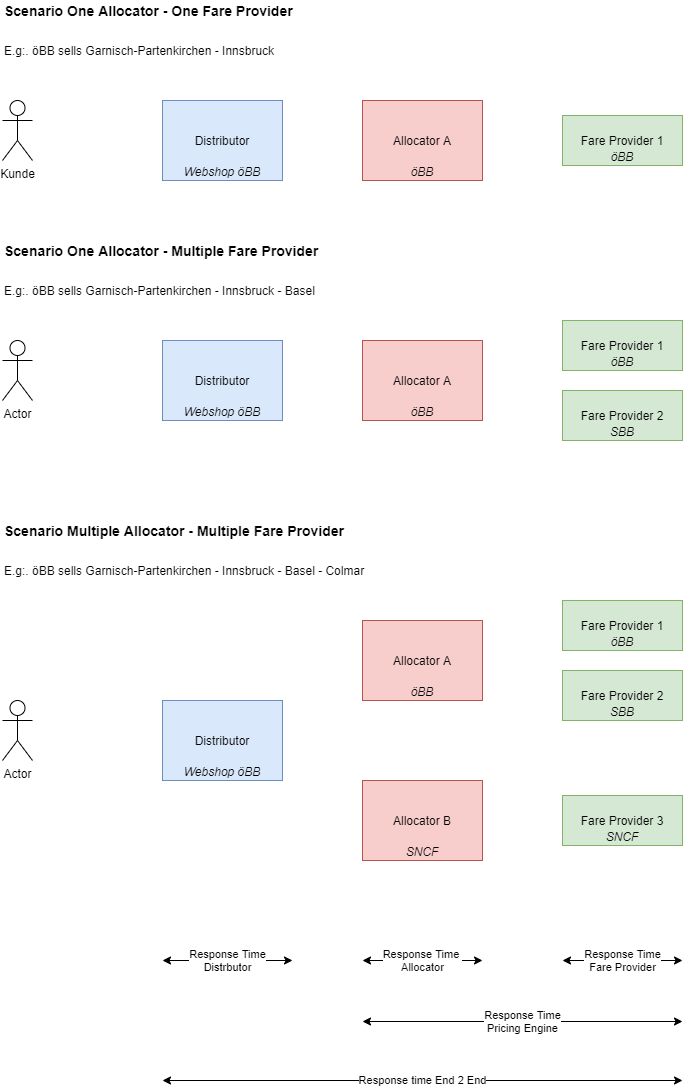 Scenario One Allocator - One Fare Provider
E.g:. öBB sells Garnisch-Partenkirchen - Innsbruck
Kunde
Distributor
Webshop öBB
Allocator A
öBB
Fare Provider 1
öBB
Scenario One Allocator - Multiple Fare Provider
E.g:. öBB sells Garnisch-Partenkirchen - Innsbruck - Basel
Actor
Distributor
Webshop öBB
Allocator A
öBB
Fare Provider 1
öBB
Fare Provider 2
SBB
Scenario Multiple Allocator - Multiple Fare Provider
E.g:. öBB sells Garnisch-Partenkirchen - Innsbruck - Basel - Colmar
Actor
Distributor
Webshop öBB
Allocator A
öBB
Allocator B
SNCF
Fare Provider 1
öBB
Fare Provider 2
SBB
Fare Provider 3
SNCF
Response Time
Distrbutor
Response Time
Allocator
Response Time
Fare Provider
Response Time
Pricing Engine
Response time End 2 End